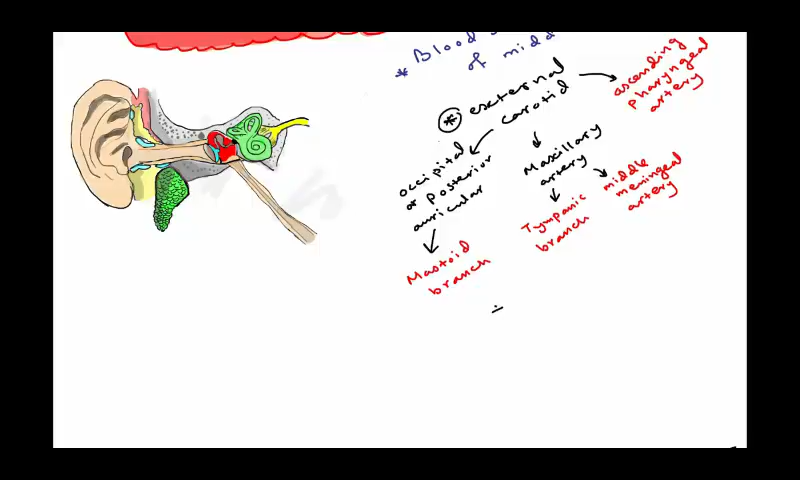 * Blood
of midd
* external
carotid
ascending
pharyngeal
artery
occipital
or Posterior
auricular
Maxillary
artery
middle
meningeal
artery
Tympanic
branch
Mastoid
branch